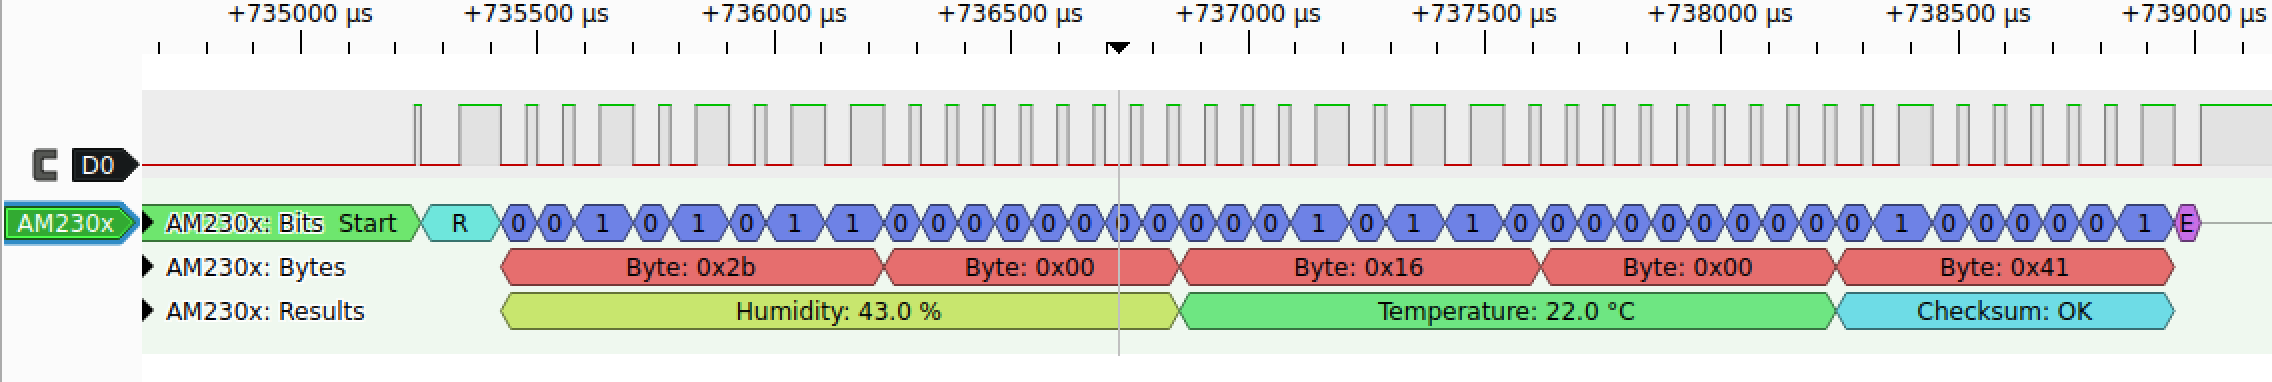 +735000 µs +735500 µs +736000 µs +736500 µs +737000 µs +737500 µs +738000 µs +738500 µs +739000 µs
D0
AM230x AM230x: Bits Start R 0 0 1 0 1 0 1 1 0 0 0 0 0 0 0 0 0 0 0 1 0 1 1 0 0 0 0 0 0 0 0 0 0 1 0 0 0 0 0 1 E
AM230x: Bytes Byte: 0x2b Byte: 0x00 Byte: 0x16 Byte: 0x00 Byte: 0x41
AM230x: Results Humidity: 43.0 % Temperature: 22.0 °C Checksum: OK